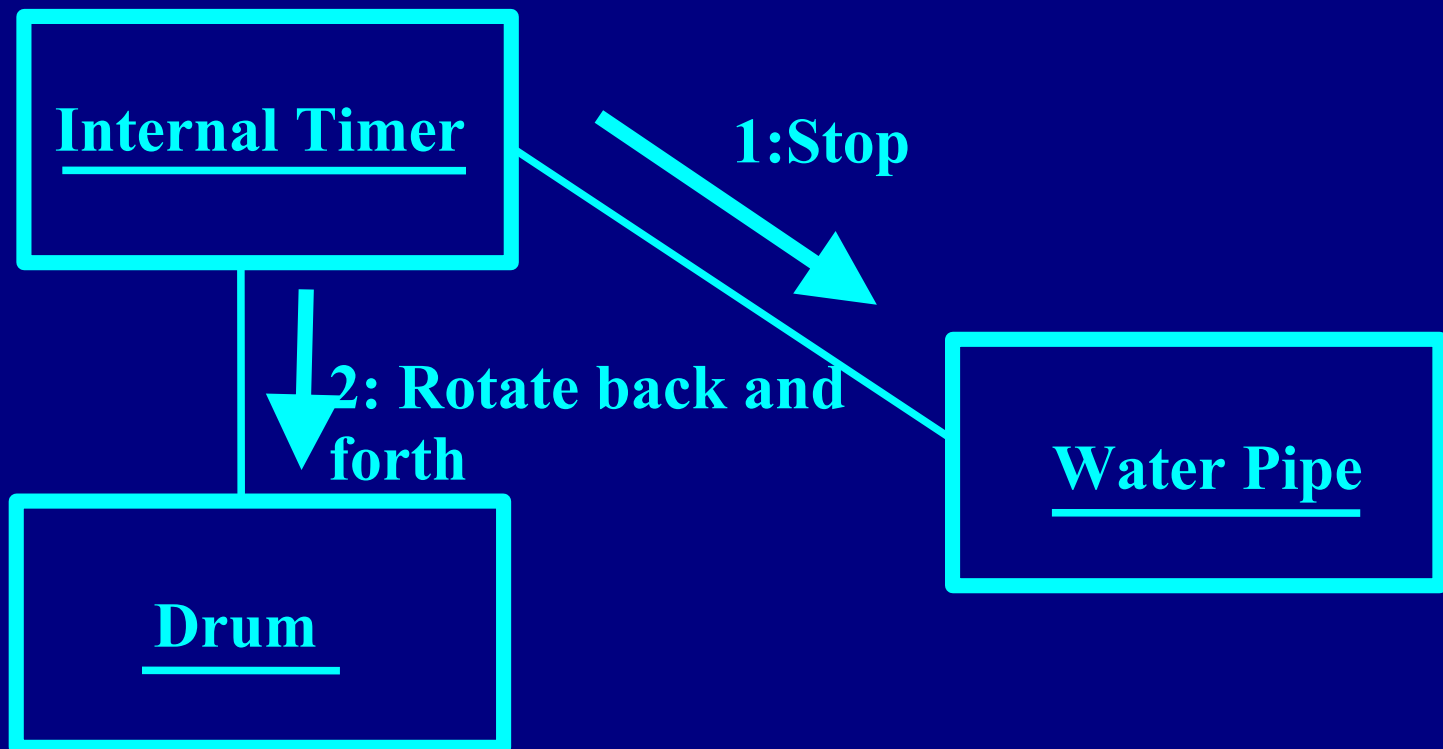 Internal Timer
1:Stop
2: Rotate back and
forth
Water Pipe
Drum